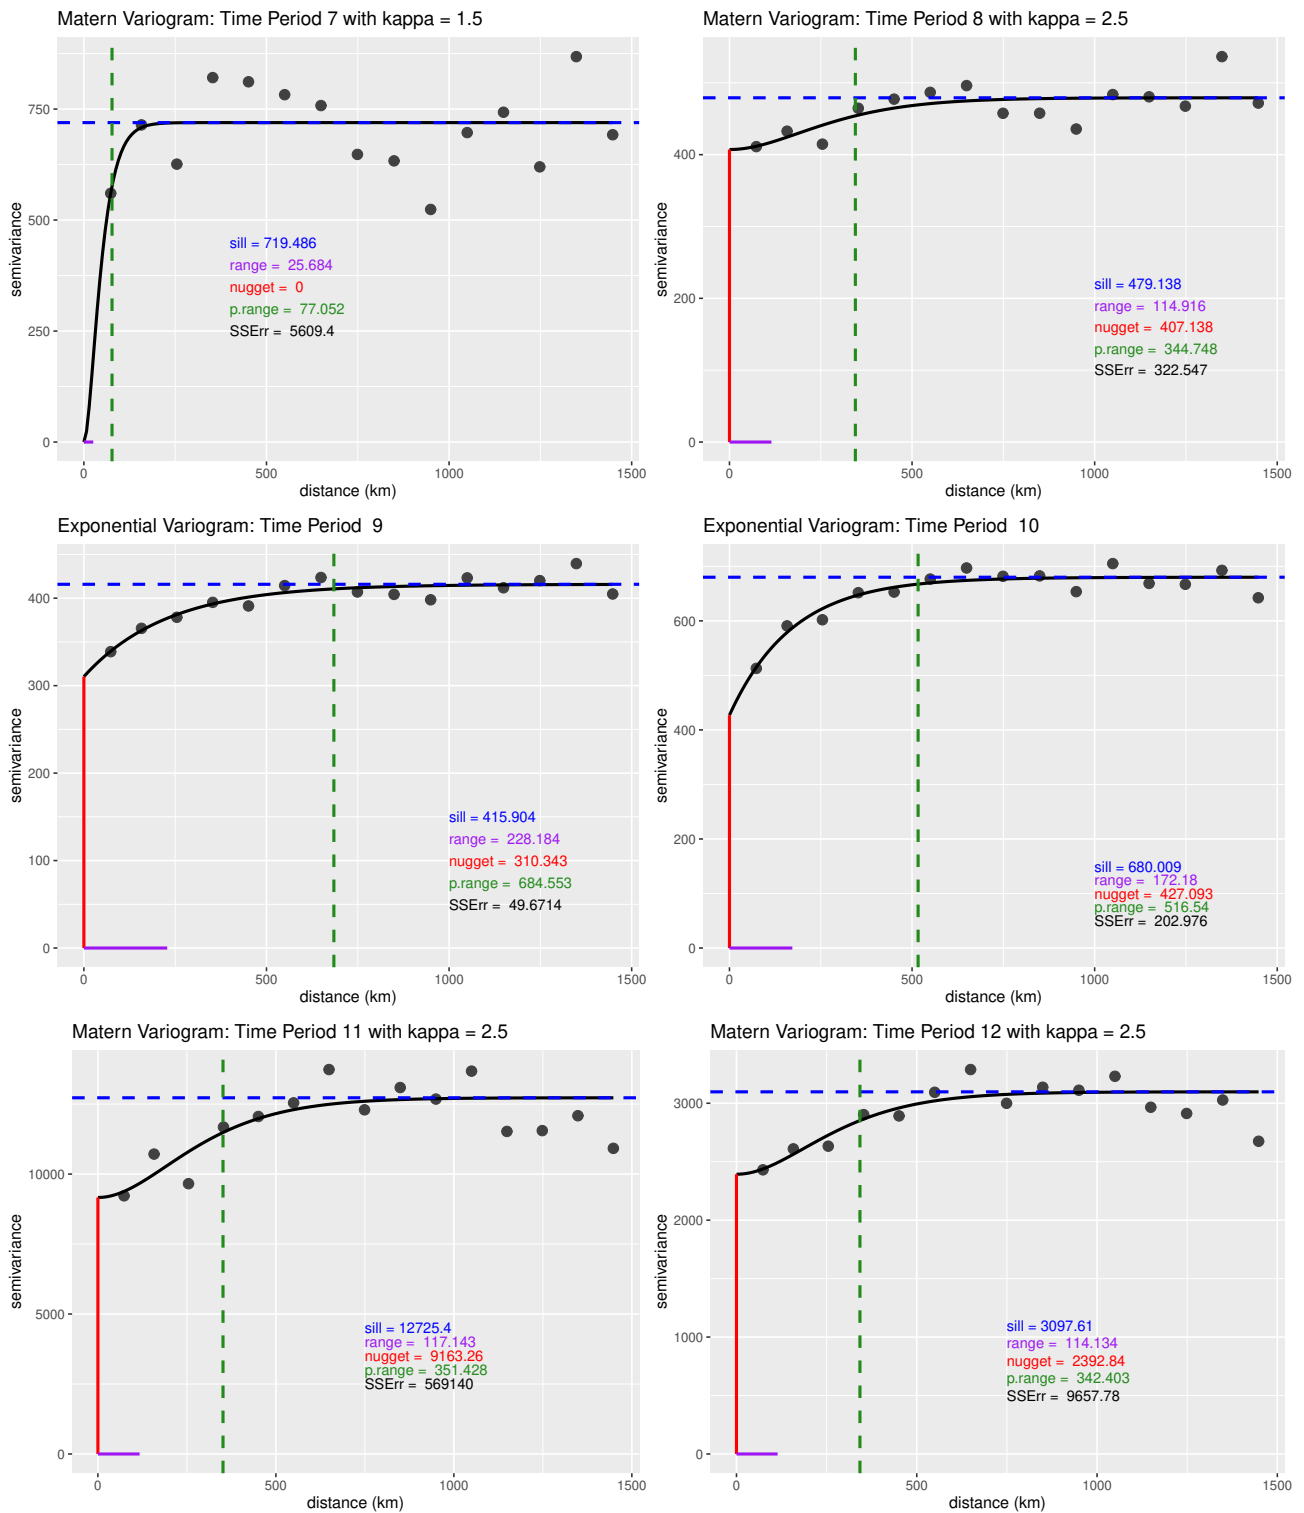 Matern Variogram: Time Period 7 with kappa = 1.5
750
500
250
0
semivariance
sill = 719.486
range = 25.684
nugget = 0
p.range = 77.052
SSErr = 5609.4
0 500 1000 1500
distance (km)
Matern Variogram: Time Period 8 with kappa = 2.5
400
200
0
semivariance
sill = 479.138
range = 114.916
nugget = 407.138
p.range = 344.748
SSErr = 322.547
0 500 1000 1500
distance (km)
Exponential Variogram: Time Period 9
400
300
200
100
0
semivariance
sill = 415.904
range = 228.184
nugget = 310.343
p.range = 684.553
SSErr = 49.6714
0 500 1000 1500
distance (km)
Exponential Variogram: Time Period 10
600
400
200
0
semivariance
sill = 680.009
range = 172.18
nugget = 427.093
p.range = 516.54
SSErr = 202.976
0 500 1000 1500
distance (km)
Matern Variogram: Time Period 11 with kappa = 2.5
10000
5000
0
semivariance
sill = 12725.4
range = 117.143
nugget = 9163.26
p.range = 351.428
SSErr = 569140
0 500 1000 1500
distance (km)
Matern Variogram: Time Period 12 with kappa = 2.5
3000
2000
1000
0
semivariance
sill = 3097.61
range = 114.134
nugget = 2392.84
p.range = 342.403
SSErr = 9657.78
0 500 1000 1500
distance (km)